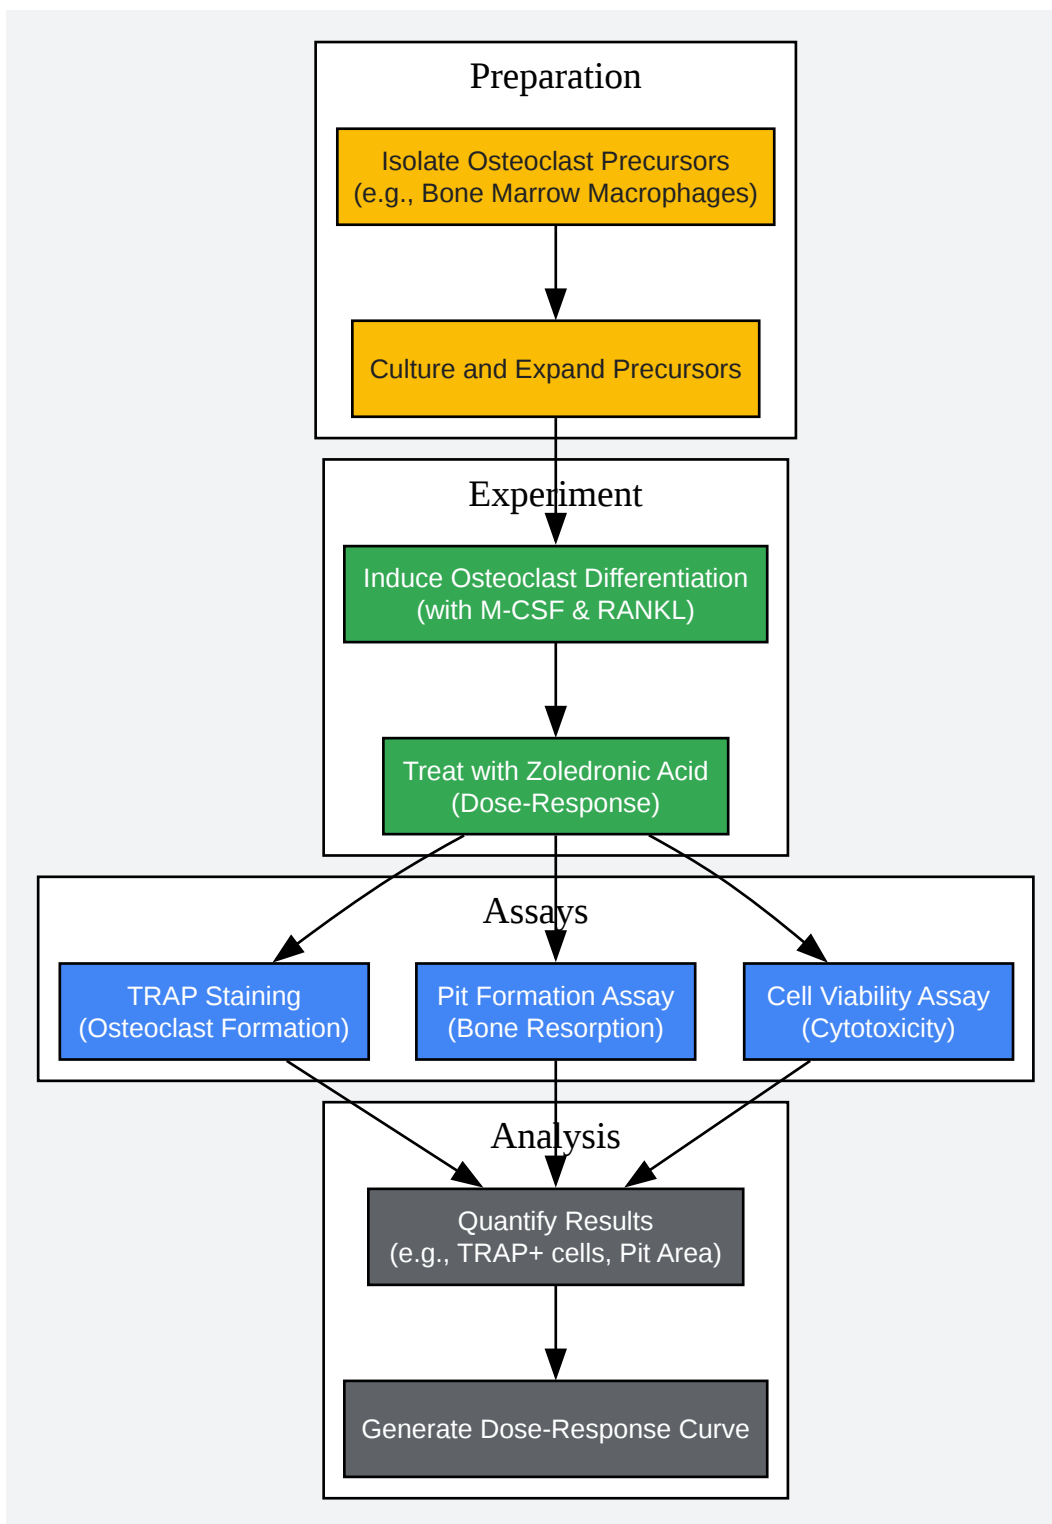 Preparation
Isolate Osteoclast Precursors
(e.g., Bone Marrow Macrophages)
Culture and Expand Precursors
Experiment
Induce Osteoclast Differentiation
(with M-CSF & RANKL)
Treat with Zoledronic Acid
(Dose-Response)
Assays
TRAP Staining
(Osteoclast Formation)
Pit Formation Assay
(Bone Resorption)
Cell Viability Assay
(Cytotoxicity)
Analysis
Quantify Results
(e.g., TRAP+ cells, Pit Area)
Generate Dose-Response Curve